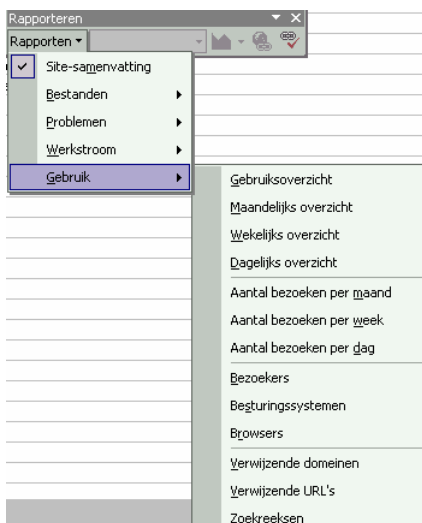 Rapporteren
Rapporten
Site-samenvatting
Bestanden
Problemen
Werkstroom
Gebruik
Gebruiksoverzicht
Maandelijks overzicht
Wekelijks overzicht
Dagelijks overzicht
Aantal bezoeken per maand
Aantal bezoeken per week
Aantal bezoeken per dag
Bezoekers
Besturingssystemen
Browsers
Verwijzende domeinen
Verwijzende URL's
Zoekreeksen